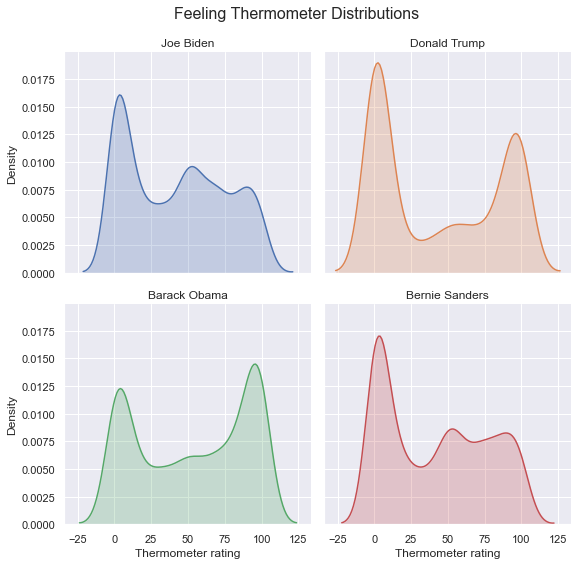 Feeling Thermometer Distributions
Joe Biden
Donald Trump
0.0175
0.0150
0.0125
0.0100
0.0075
0.0050
0.0025
0.0000
Density
Barack Obama
Bernie Sanders
0.0175
0.0150
0.0125
0.0100
0.0075
0.0050
0.0025
0.0000
Density
−25 0 25 50 75 100 125
−25 0 25 50 75 100 125
Thermometer rating
Thermometer rating